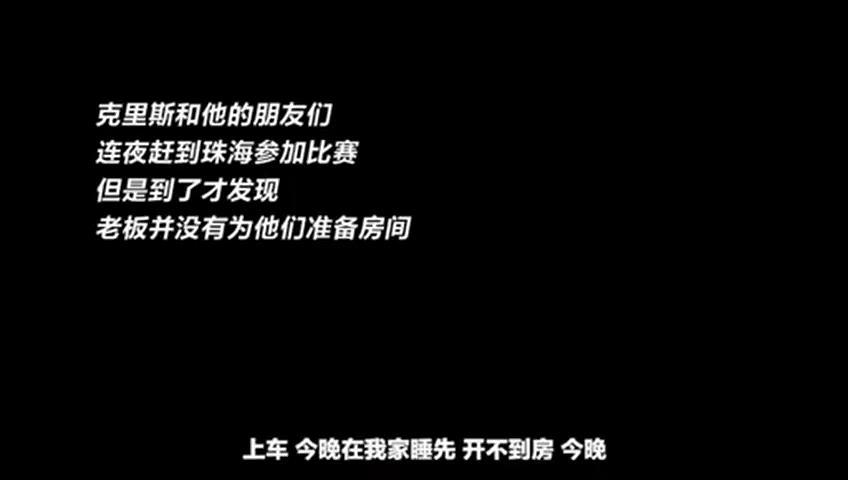 克里斯和他的朋友们
连夜赶到珠海参加比赛
但是到了才发现
老板并没有为他们准备房间
上车 今晚在我家睡先 开不到房 今晚